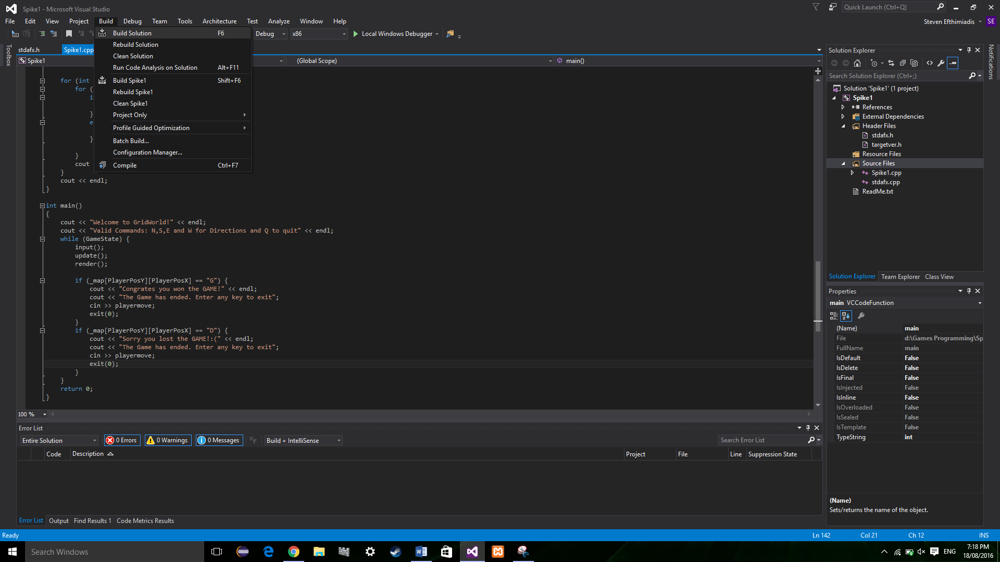 Spike1 - Microsoft Visual Studio
Quick Launch (Ctrl+Q)
File Edit View Project Build Debug Team Tools Architecture Test Analyze Window Help
Steven Efthimiadis SE
Debug x86 Local Windows Debugger
Build Solution F6
Rebuild Solution
Clean Solution
Run Code Analysis on Solution Alt+F11
Build Spike1 Shift+F6
Rebuild Spike1
Clean Spike1
Project Only
Profile Guided Optimization
Batch Build...
Configuration Manager...
Compile Ctrl+F7
Toolbox
stdafx.h Spike1.cpp
Spike1 (Global Scope) main()
for (int
for (
i
}
e
}
}
cout
}
cout << endl;
}
int main()
{
cout << "Welcome to GridWorld!" << endl;
cout << "Valid Commands: N,S,E and W for Directions and Q to quit" << endl;
while (GameState) {
input();
update();
render();
if (_map[PlayerPosY][PlayerPosX] == "G") {
cout << "Congrates you won the GAME!" << endl;
cout << "The Game has ended. Enter any key to exit";
cin >> playermove;
exit(0);
}
if (_map[PlayerPosY][PlayerPosX] == "D") {
cout << "Sorry you lost the GAME!:(" << endl;
cout << "The Game has ended. Enter any key to exit";
cin >> playermove;
exit(0);
}
}
return 0;
}
100 %
Error List
Entire Solution 0 Errors 0 Warnings 0 Messages Build + IntelliSense Search Error List
Code Description Project File Line Suppression State
Error List Output Find Results 1 Code Metrics Results
Solution Explorer
Search Solution Explorer (Ctrl+;)
Solution 'Spike1' (1 project)
Spike1
References
External Dependencies
Header Files
stdafx.h
targetver.h
Resource Files
Source Files
Spike1.cpp
stdafx.cpp
ReadMe.txt
Solution Explorer Team Explorer Class View
Notifications
Properties
main VCCodeFunction
(Name) main
File d:\Games Programming\Sp
FullName main
IsDefault False
IsDelete False
IsFinal False
IsInjected False
IsInline False
IsOverloaded False
IsSealed False
IsTemplate False
TypeString int
(Name)
Sets/returns the name of the object.
Ready Ln 142 Col 21 Ch 12 INS
Search Windows
ENG
7:18 PM
18/08/2016